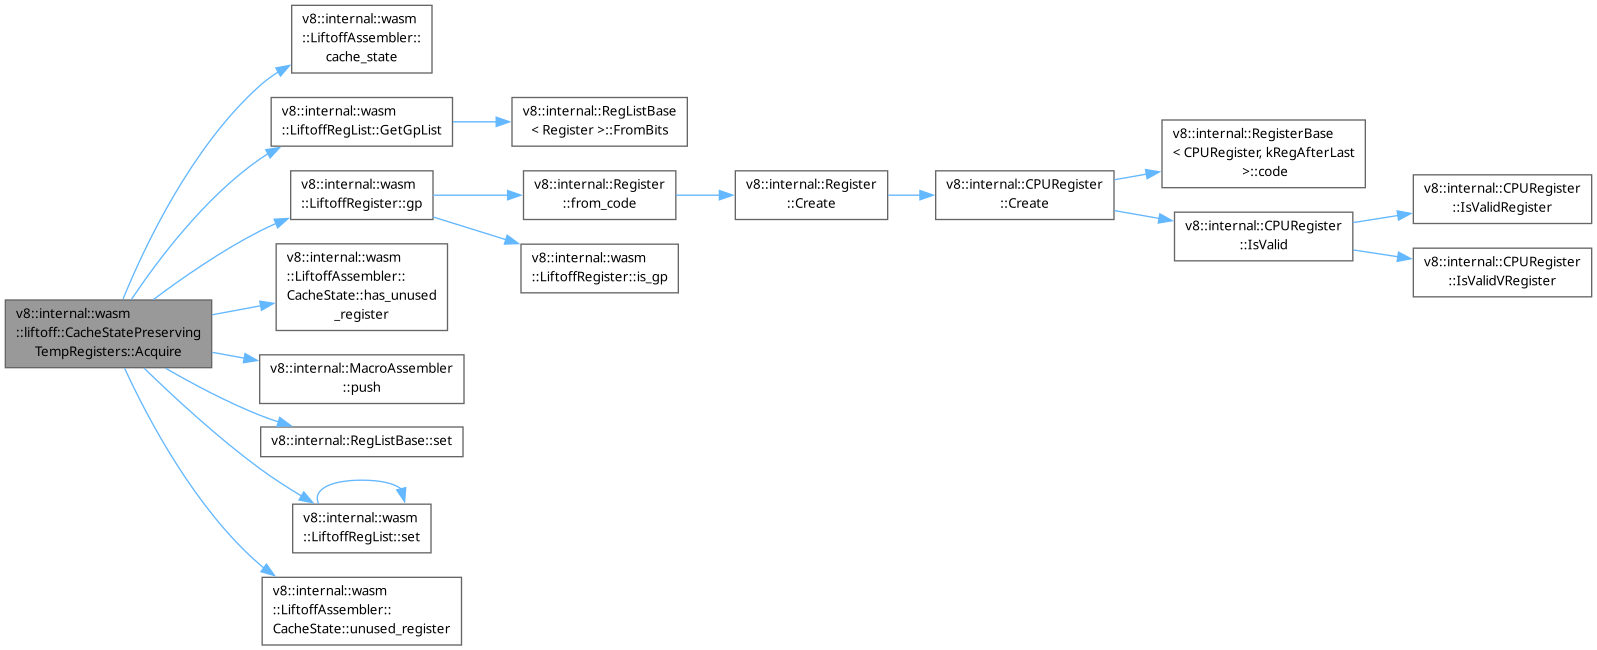 v8::internal::wasm
::LiftoffAssembler::
cache_state
v8::internal::wasm
::LiftoffRegList::GetGpList
v8::internal::RegListBase
< Register >::FromBits
v8::internal::wasm
::LiftoffRegister::gp
v8::internal::Register
::from_code
v8::internal::Register
::Create
v8::internal::CPURegister
::Create
v8::internal::RegisterBase
< CPURegister, kRegAfterLast
>::code
v8::internal::CPURegister
::IsValid
v8::internal::CPURegister
::IsValidRegister
v8::internal::CPURegister
::IsValidVRegister
v8::internal::wasm
::LiftoffRegister::is_gp
v8::internal::wasm
::LiftoffAssembler::
CacheState::has_unused
_register
v8::internal::wasm
::liftoff::CacheStatePreserving
TempRegisters::Acquire
v8::internal::MacroAssembler
::push
v8::internal::RegListBase::set
v8::internal::wasm
::LiftoffRegList::set
v8::internal::wasm
::LiftoffAssembler::
CacheState::unused_register